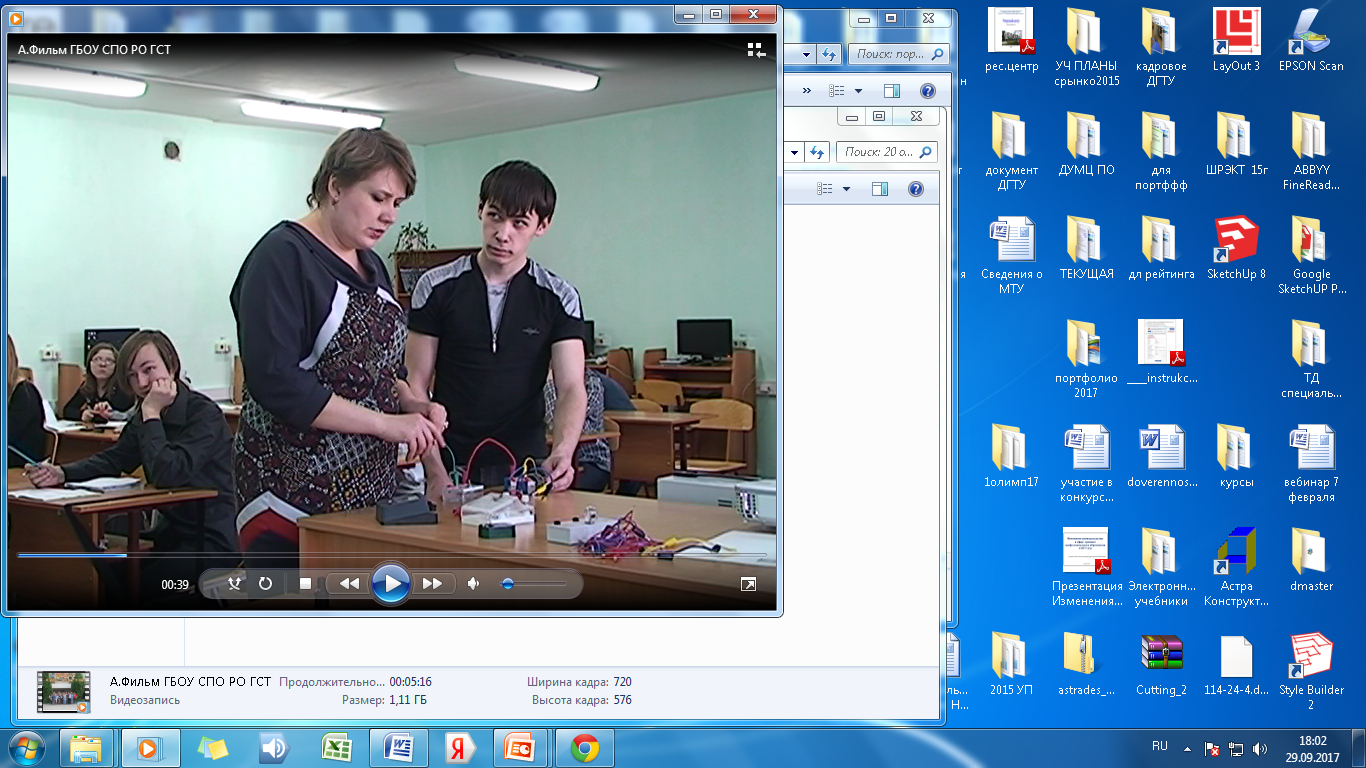 А.Фильм ГБОУ СПО РО ГСТ
00:39
Поиск: пор...
Поиск: 20 о...
А.Фильм ГБОУ СПО РО ГСТ
Продолжительно... 00:05:16
Ширина кадра: 720
Видеозапись
Размер: 1,11 ГБ
Высота кадра: 576
рес.центр
УЧ ПЛАНЫ
срынко2015
кадровое
ДГТУ
LayOut 3
EPSON Scan
документ
ДГТУ
ДУМЦ ПО
для
портффф
ШРЭКТ 15г
ABBYY
FineRead...
Сведения о
МТУ
ТЕКУЩАЯ
дл рейтинга
SketchUp 8
Google
SketchUP P...
портфолио
2017
___instrukc...
ТД
специаль...
1олимп17
участие в
конкурс...
doverennos...
курсы
вебинар 7
февраля
Презентация
Изменения...
Электронн...
учебники
Астра
Конструкт...
dmaster
ль...
Н...
2015 УП
astrades_...
Cutting_2
114-24-4.d...
Style Builder
2
RU
18:02
29.09.2017